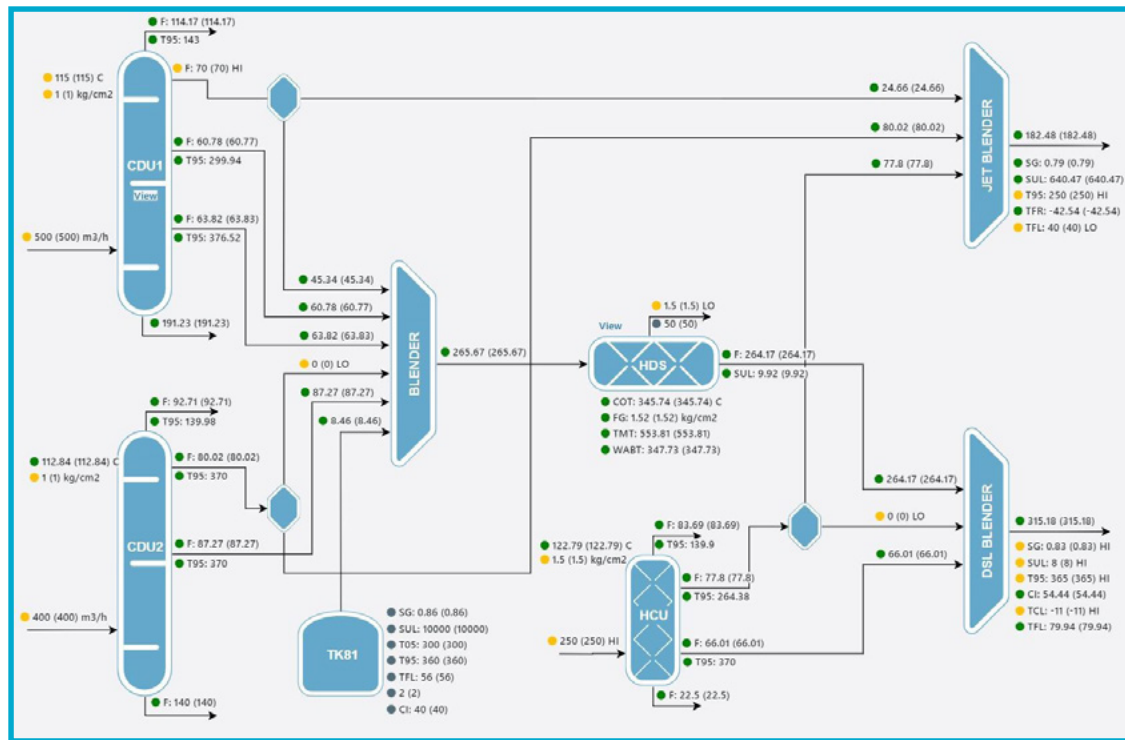 F: 114.17 (114.17)
T95: 143
F: 70 (70) HI
115 (115) C
1 (1) kg/cm2
CDU1
View
F: 60.78 (60.77)
T95: 299.94
F: 63.82 (63.83)
T95: 376.52
500 (500) m3/h
191.23 (191.23)
24.66 (24.66)
80.02 (80.02)
77.8 (77.8)
JET BLENDER
182.48 (182.48)
SG: 0.79 (0.79)
SUL: 640.47 (640.47)
T95: 250 (250) HI
TFR: -42.54 (-42.54)
TFL: 40 (40) LO
45.34 (45.34)
60.78 (60.77)
63.82 (63.83)
0 (0) LO
87.27 (87.27)
8.46 (8.46)
BLENDER
265.67 (265.67)
1.5 (1.5) LO
50 (50)
View
HDS
F: 264.17 (264.17)
SUL: 9.92 (9.92)
COT: 345.74 (345.74) C
FG: 1.52 (1.52) kg/cm2
TMT: 553.81 (553.81)
WABT: 347.73 (347.73)
F: 92.71 (92.71)
T95: 139.98
112.84 (112.84) C
1 (1) kg/cm2
CDU2
F: 80.02 (80.02)
T95: 370
F: 87.27 (87.27)
T95: 370
400 (400) m3/h
F: 140 (140)
TK81
SG: 0.86 (0.86)
SUL: 10000 (10000)
T05: 300 (300)
T95: 360 (360)
TFL: 56 (56)
2 (2)
CI: 40 (40)
F: 83.69 (83.69)
T95: 139.9
122.79 (122.79) C
1.5 (1.5) kg/cm2
HCU
F: 77.8 (77.8)
T95: 264.38
250 (250) HI
F: 66.01 (66.01)
T95: 370
F: 22.5 (22.5)
264.17 (264.17)
0 (0) LO
66.01 (66.01)
DSL BLENDER
315.18 (315.18)
SG: 0.83 (0.83) HI
SUL: 8 (8) HI
T95: 365 (365) HI
CI: 54.44 (54.44)
TCL: -11 (-11) HI
TFL: 79.94 (79.94)